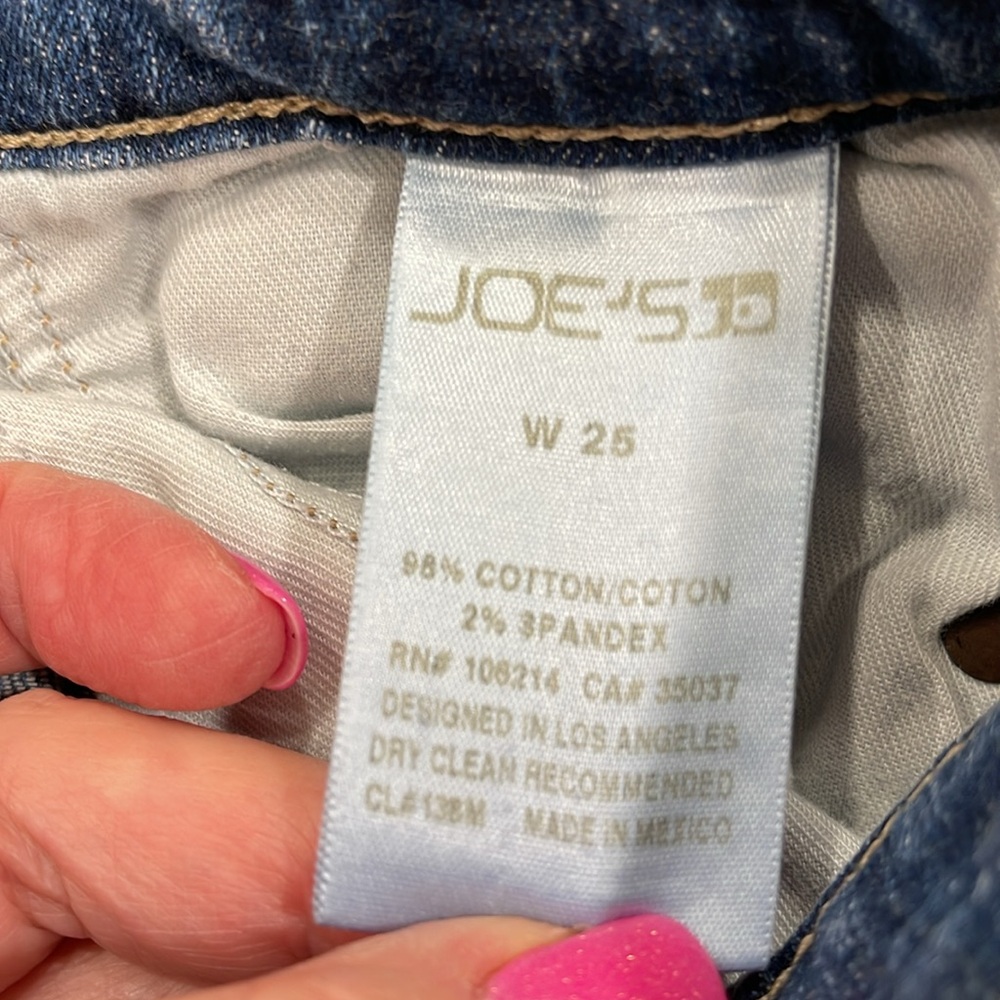 JOE'S JD
W 25
98% COTTON/COTON
2% SPANDEX
RN# 106214 CA# 35037
DESIGNED IN LOS ANGELES
DRY CLEAN RECOMMENDED
CL#136M MADE IN MEXICO